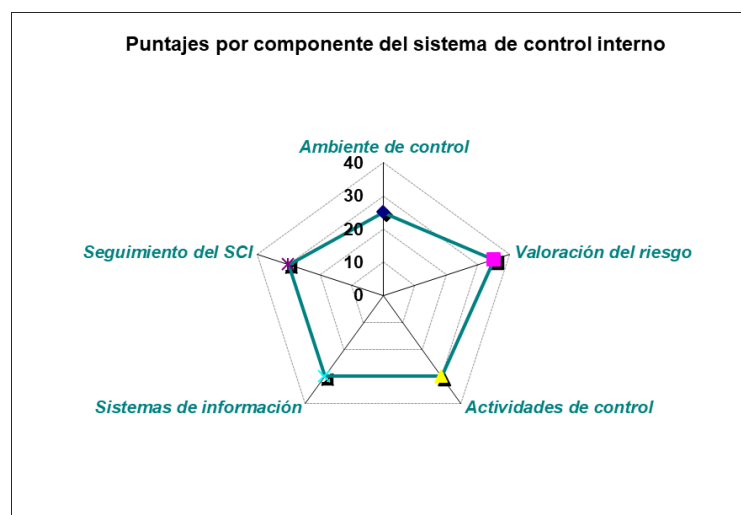 Puntajes por componente del sistema de control interno
Ambiente de control
40
30
20
10
0
Seguimiento del SCI
Valoración del riesgo
Sistemas de información
Actividades de control